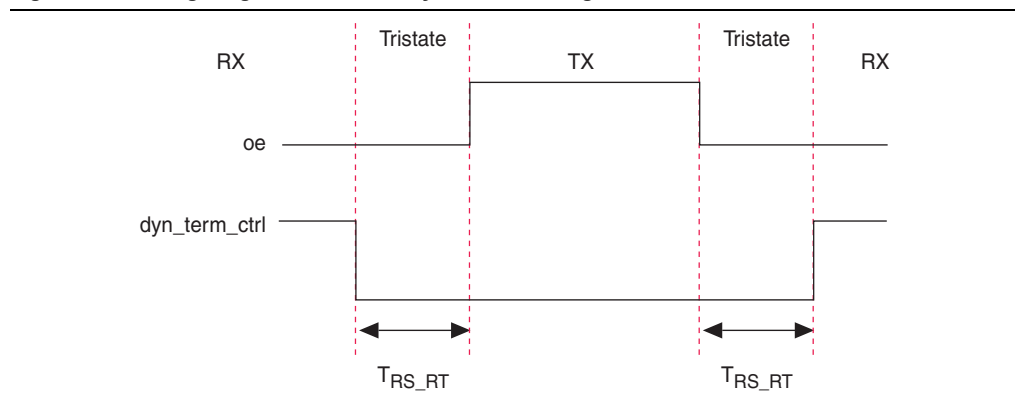 Tristate Tristate
RX TX RX
oe
dyn_term_ctrl
TRS_RT TRS_RT